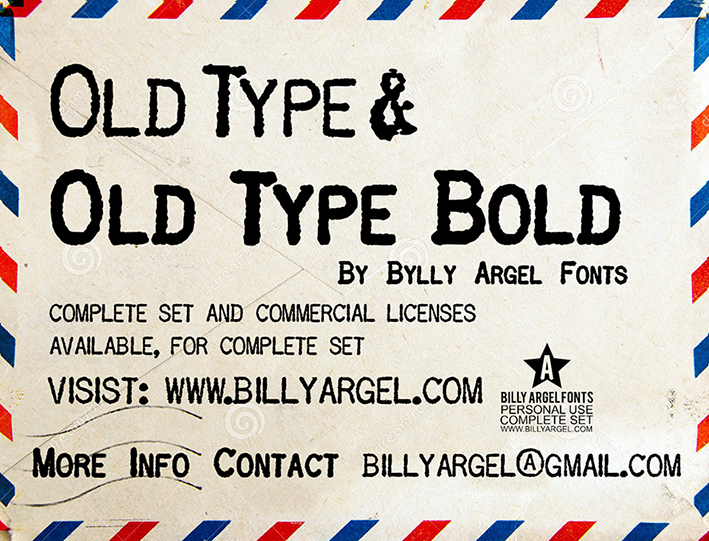 Old Type &
Old Type Bold
By Bylly Argel Fonts
COMPLETE SET AND COMMERCIAL LICENSES
AVAILABLE, FOR COMPLETE SET
VISIST: WWW.BILLYARGEL.COM
A
BILLY ARGEL FONTS
PERSONAL USE
COMPLETE SET
WWW.BILLYARGEL.COM
More Info Contact BILLYARGEL@GMAIL.COM